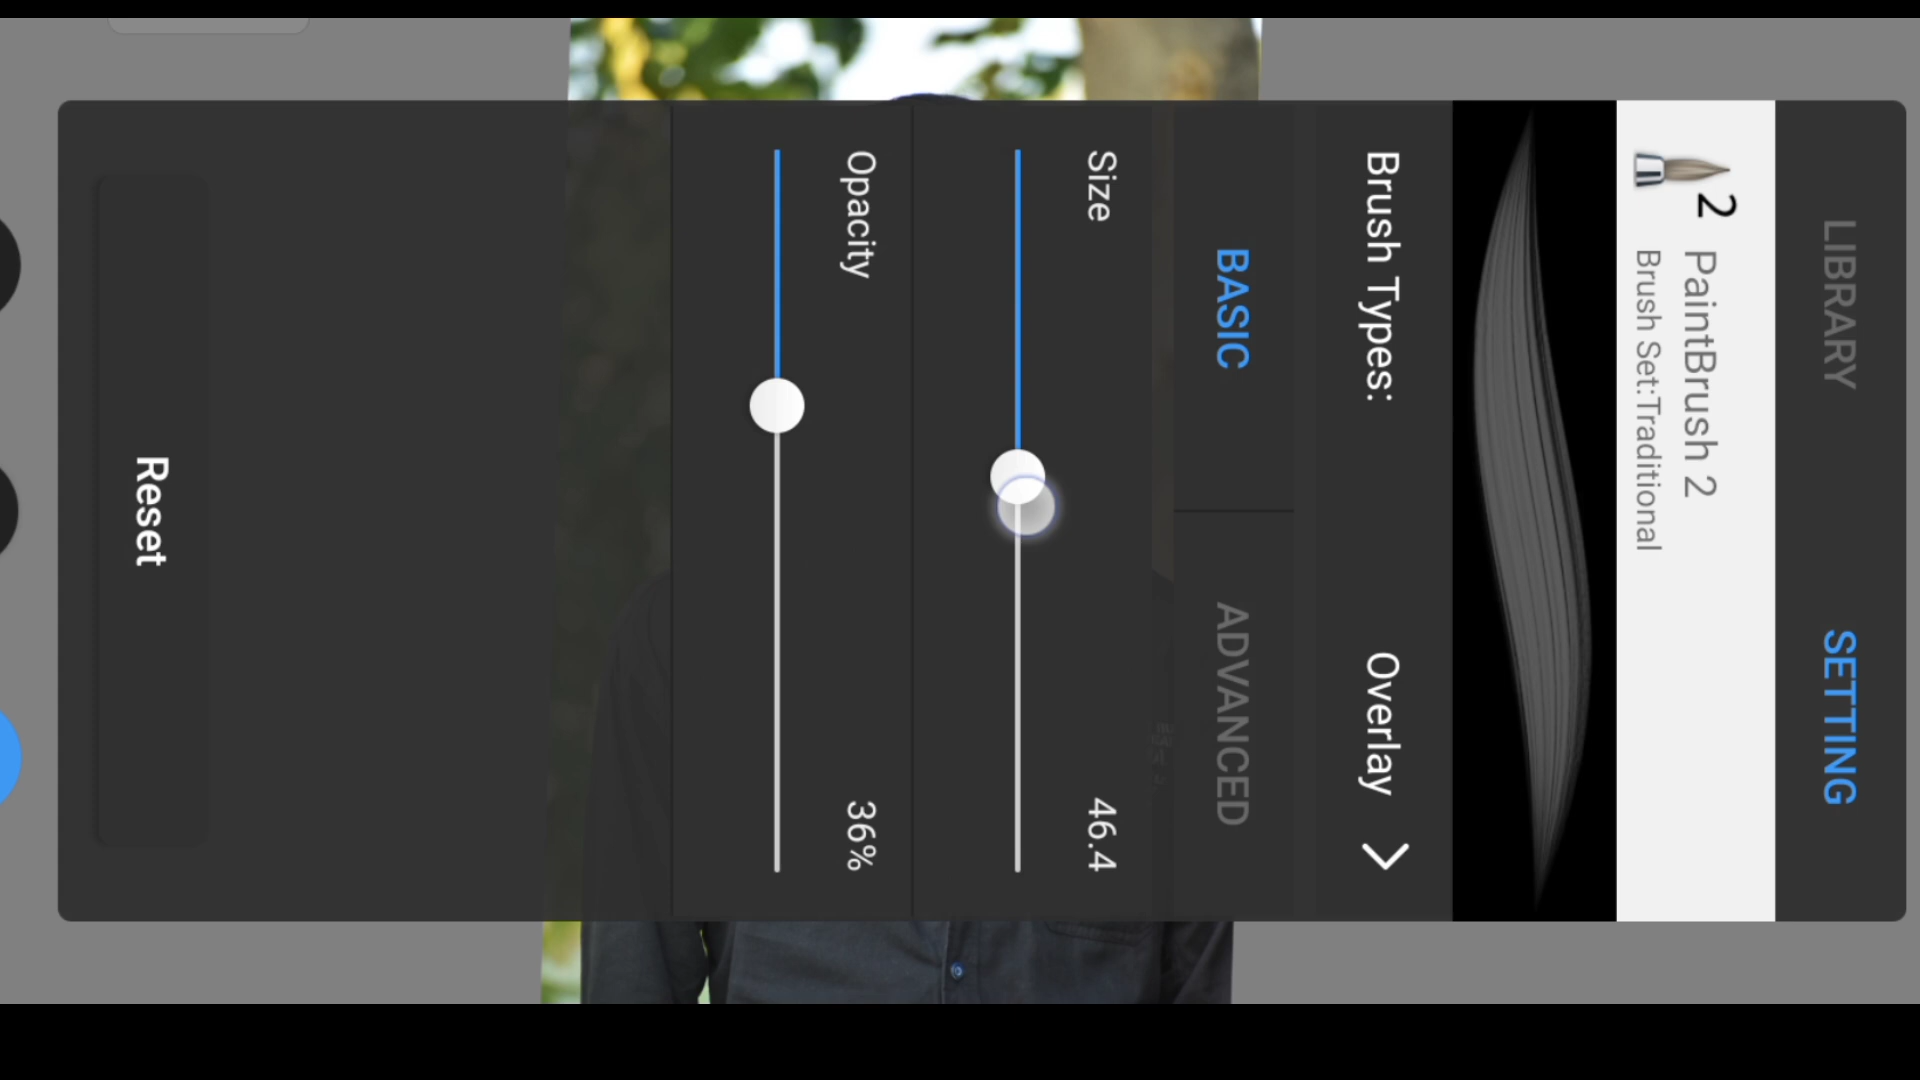 LIBRARY SETTING
2 PaintBrush 2
Brush Set:Traditional
Brush Types: Overlay
BASIC ADVANCED
Size 46.4
Opacity 36%
Reset